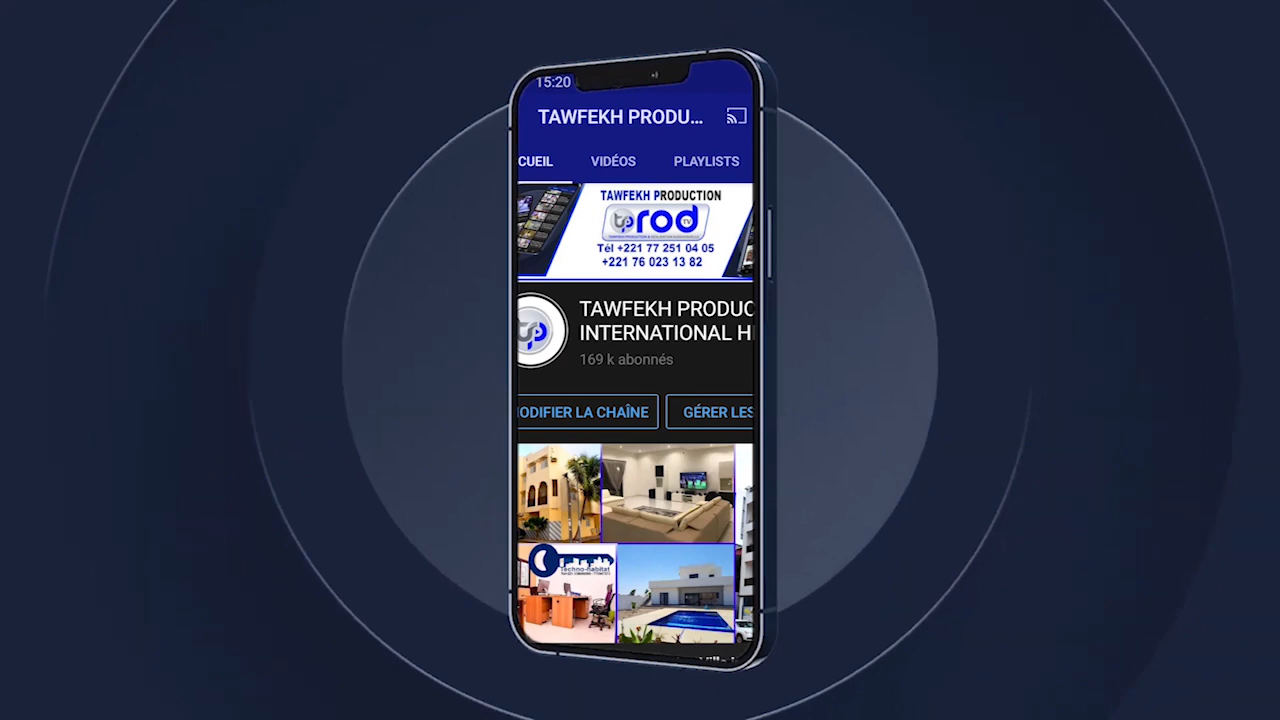 15:20
TAWFEKH PRODU...
CUEIL VIDÉOS PLAYLISTS
TAWFEKH PRODUCTION
tprod TV
Tél +221 77 251 04 05
+221 76 023 13 82
TAWFEKH PRODUC
INTERNATIONAL H
169 k abonnés
ODIFIER LA CHAÎNE GÉRER LES
Techno-habitat